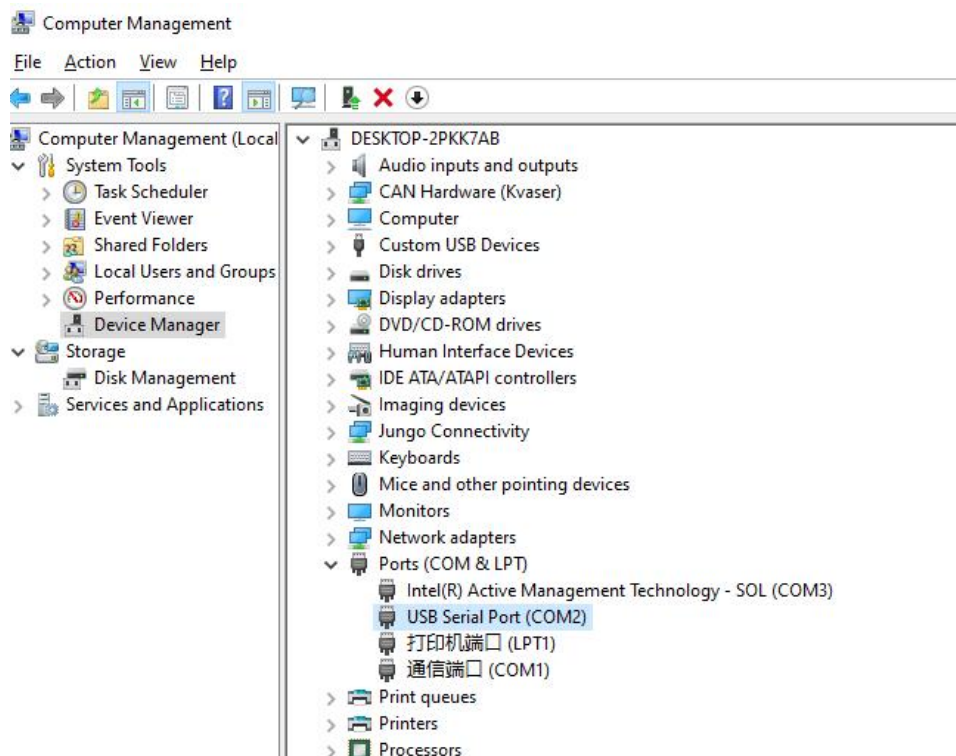 Computer Management
File Action View Help
Computer Management (Local
System Tools
Task Scheduler
Event Viewer
Shared Folders
Local Users and Groups
Performance
Device Manager
Storage
Disk Management
Services and Applications
DESKTOP-2PKK7AB
Audio inputs and outputs
CAN Hardware (Kvaser)
Computer
Custom USB Devices
Disk drives
Display adapters
DVD/CD-ROM drives
Human Interface Devices
IDE ATA/ATAPI controllers
Imaging devices
Jungo Connectivity
Keyboards
Mice and other pointing devices
Monitors
Network adapters
Ports (COM & LPT)
Intel(R) Active Management Technology - SOL (COM3)
USB Serial Port (COM2)
打印机端口 (LPT1)
通信端口 (COM1)
Print queues
Printers
Processors